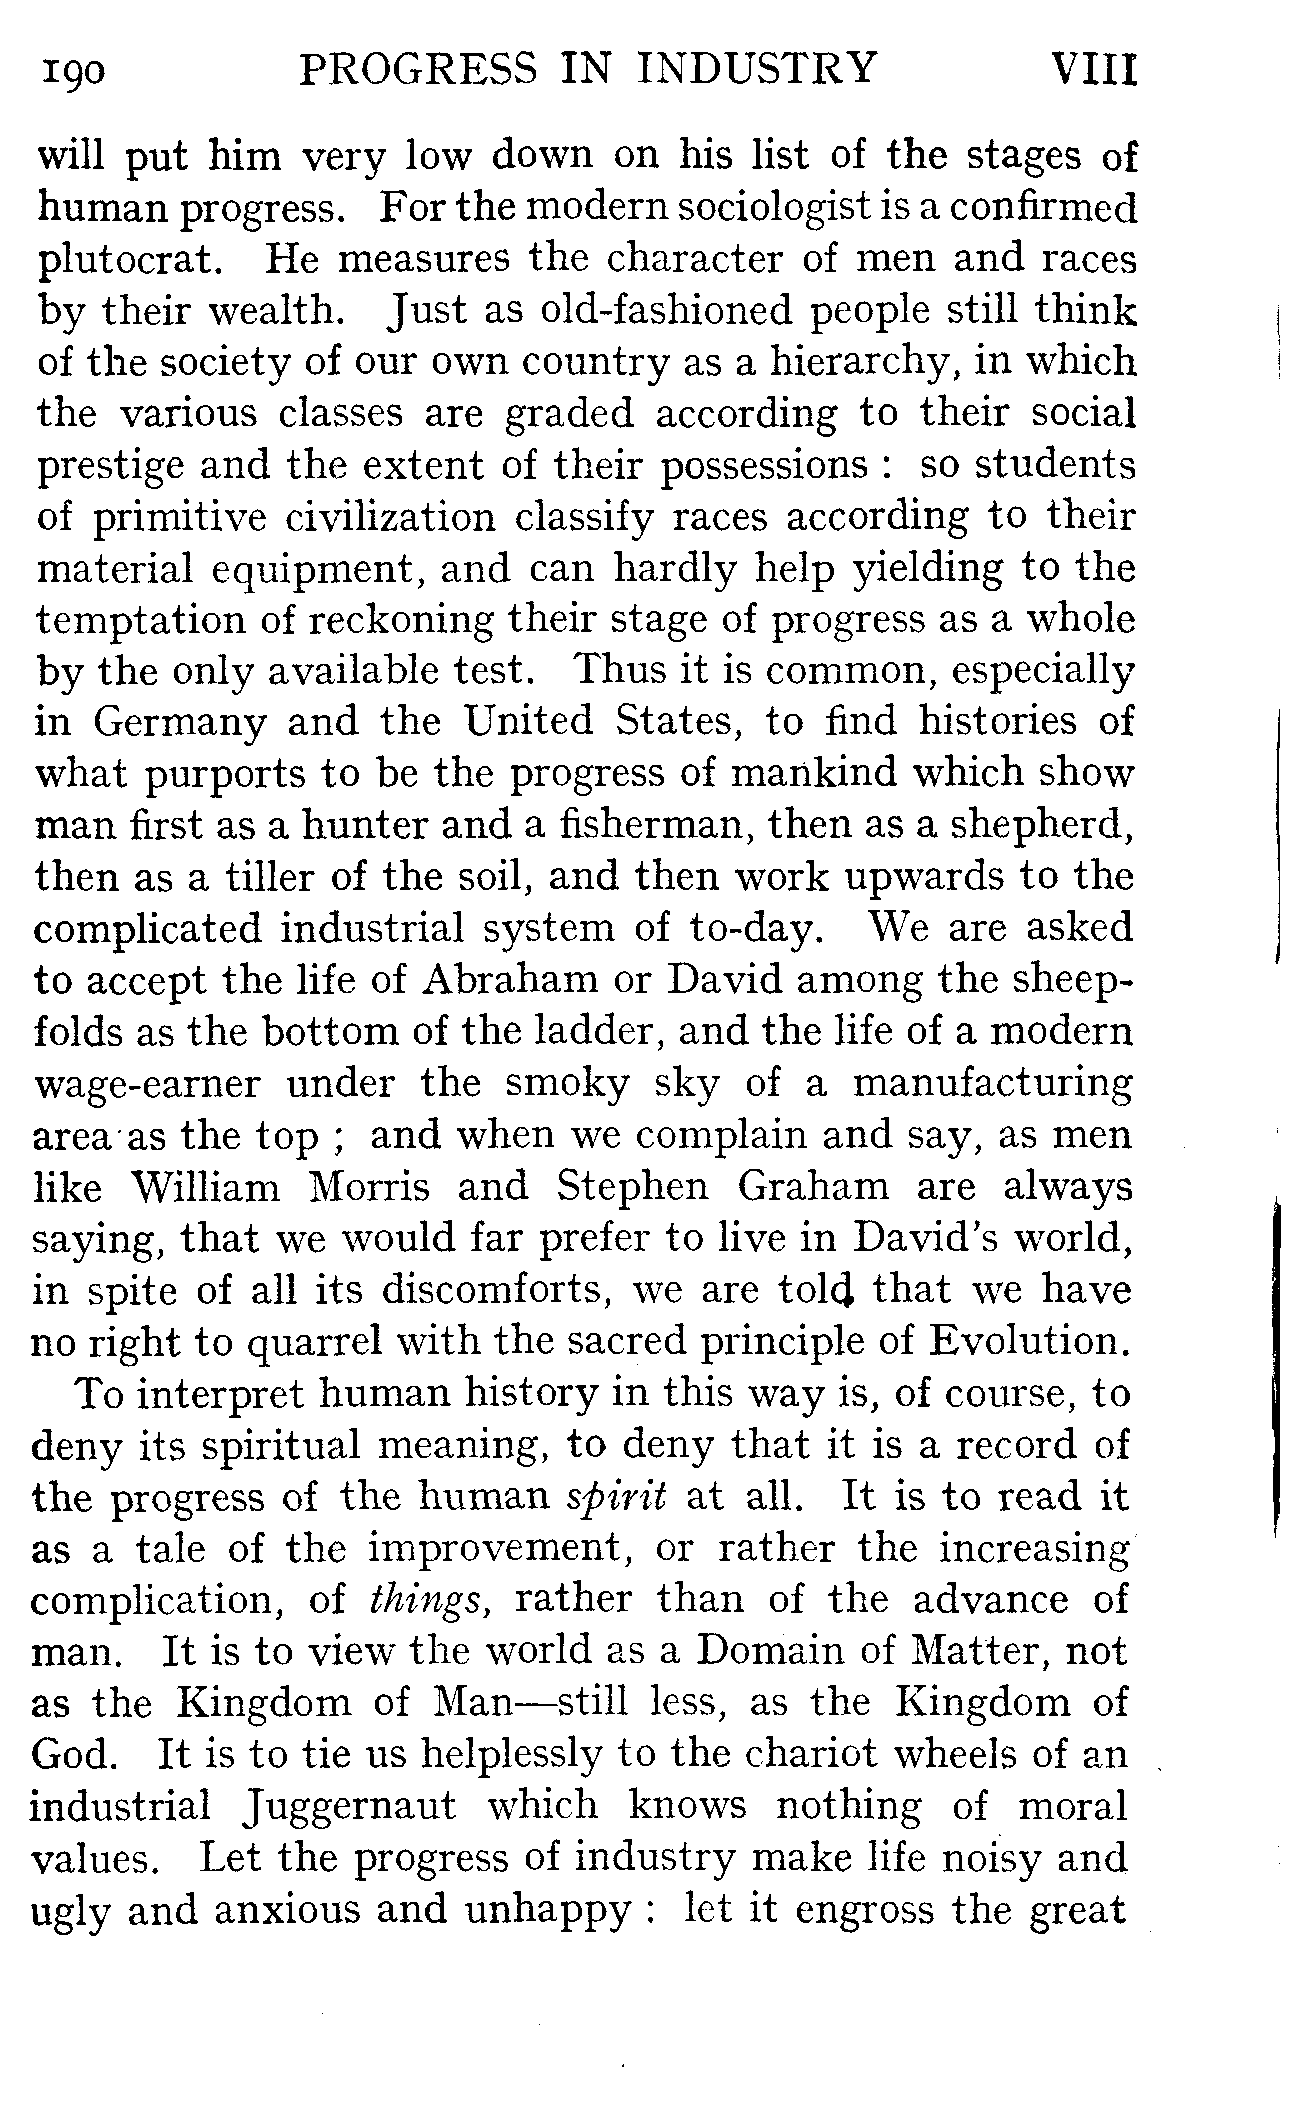 190 PROGRESS IN INDUSTRY VIII
will put him very low down on his list of the stages of
human progress. For the modern sociologist is a confirmed
plutocrat. He measures the character of men and races
by their wealth. Just as old-fashioned people still think
of the society of our own country as a hierarchy, in which
the various classes are graded according to their social
prestige and the extent of their possessions : so students
of primitive civilization classify races according to their
material equipment, and can hardly help yielding to the
temptation of reckoning their stage of progress as a whole
by the only available test. Thus it is common, especially
in Germany and the United States, to find histories of
what purports to be the progress of mankind which show
man first as a hunter and a fisherman, then as a shepherd,
then as a tiller of the soil, and then work upwards to the
complicated industrial system of to-day. We are asked
to accept the life of Abraham or David among the sheep-
folds as the bottom of the ladder, and the life of a modern
wage-earner under the smoky sky of a manufacturing
area as the top ; and when we complain and say, as men
like William Morris and Stephen Graham are always
saying, that we would far prefer to live in David's world,
in spite of all its discomforts, we are told that we have
no right to quarrel with the sacred principle of Evolution.
To interpret human history in this way is, of course, to
deny its spiritual meaning, to deny that it is a record of
the progress of the human spirit at all. It is to read it
as a tale of the improvement, or rather the increasing
complication, of things, rather than of the advance of
man. It is to view the world as a Domain of Matter, not
as the Kingdom of Man—still less, as the Kingdom of
God. It is to tie us helplessly to the chariot wheels of an
industrial Juggernaut which knows nothing of moral
values. Let the progress of industry make life noisy and
ugly and anxious and unhappy : let it engross the great